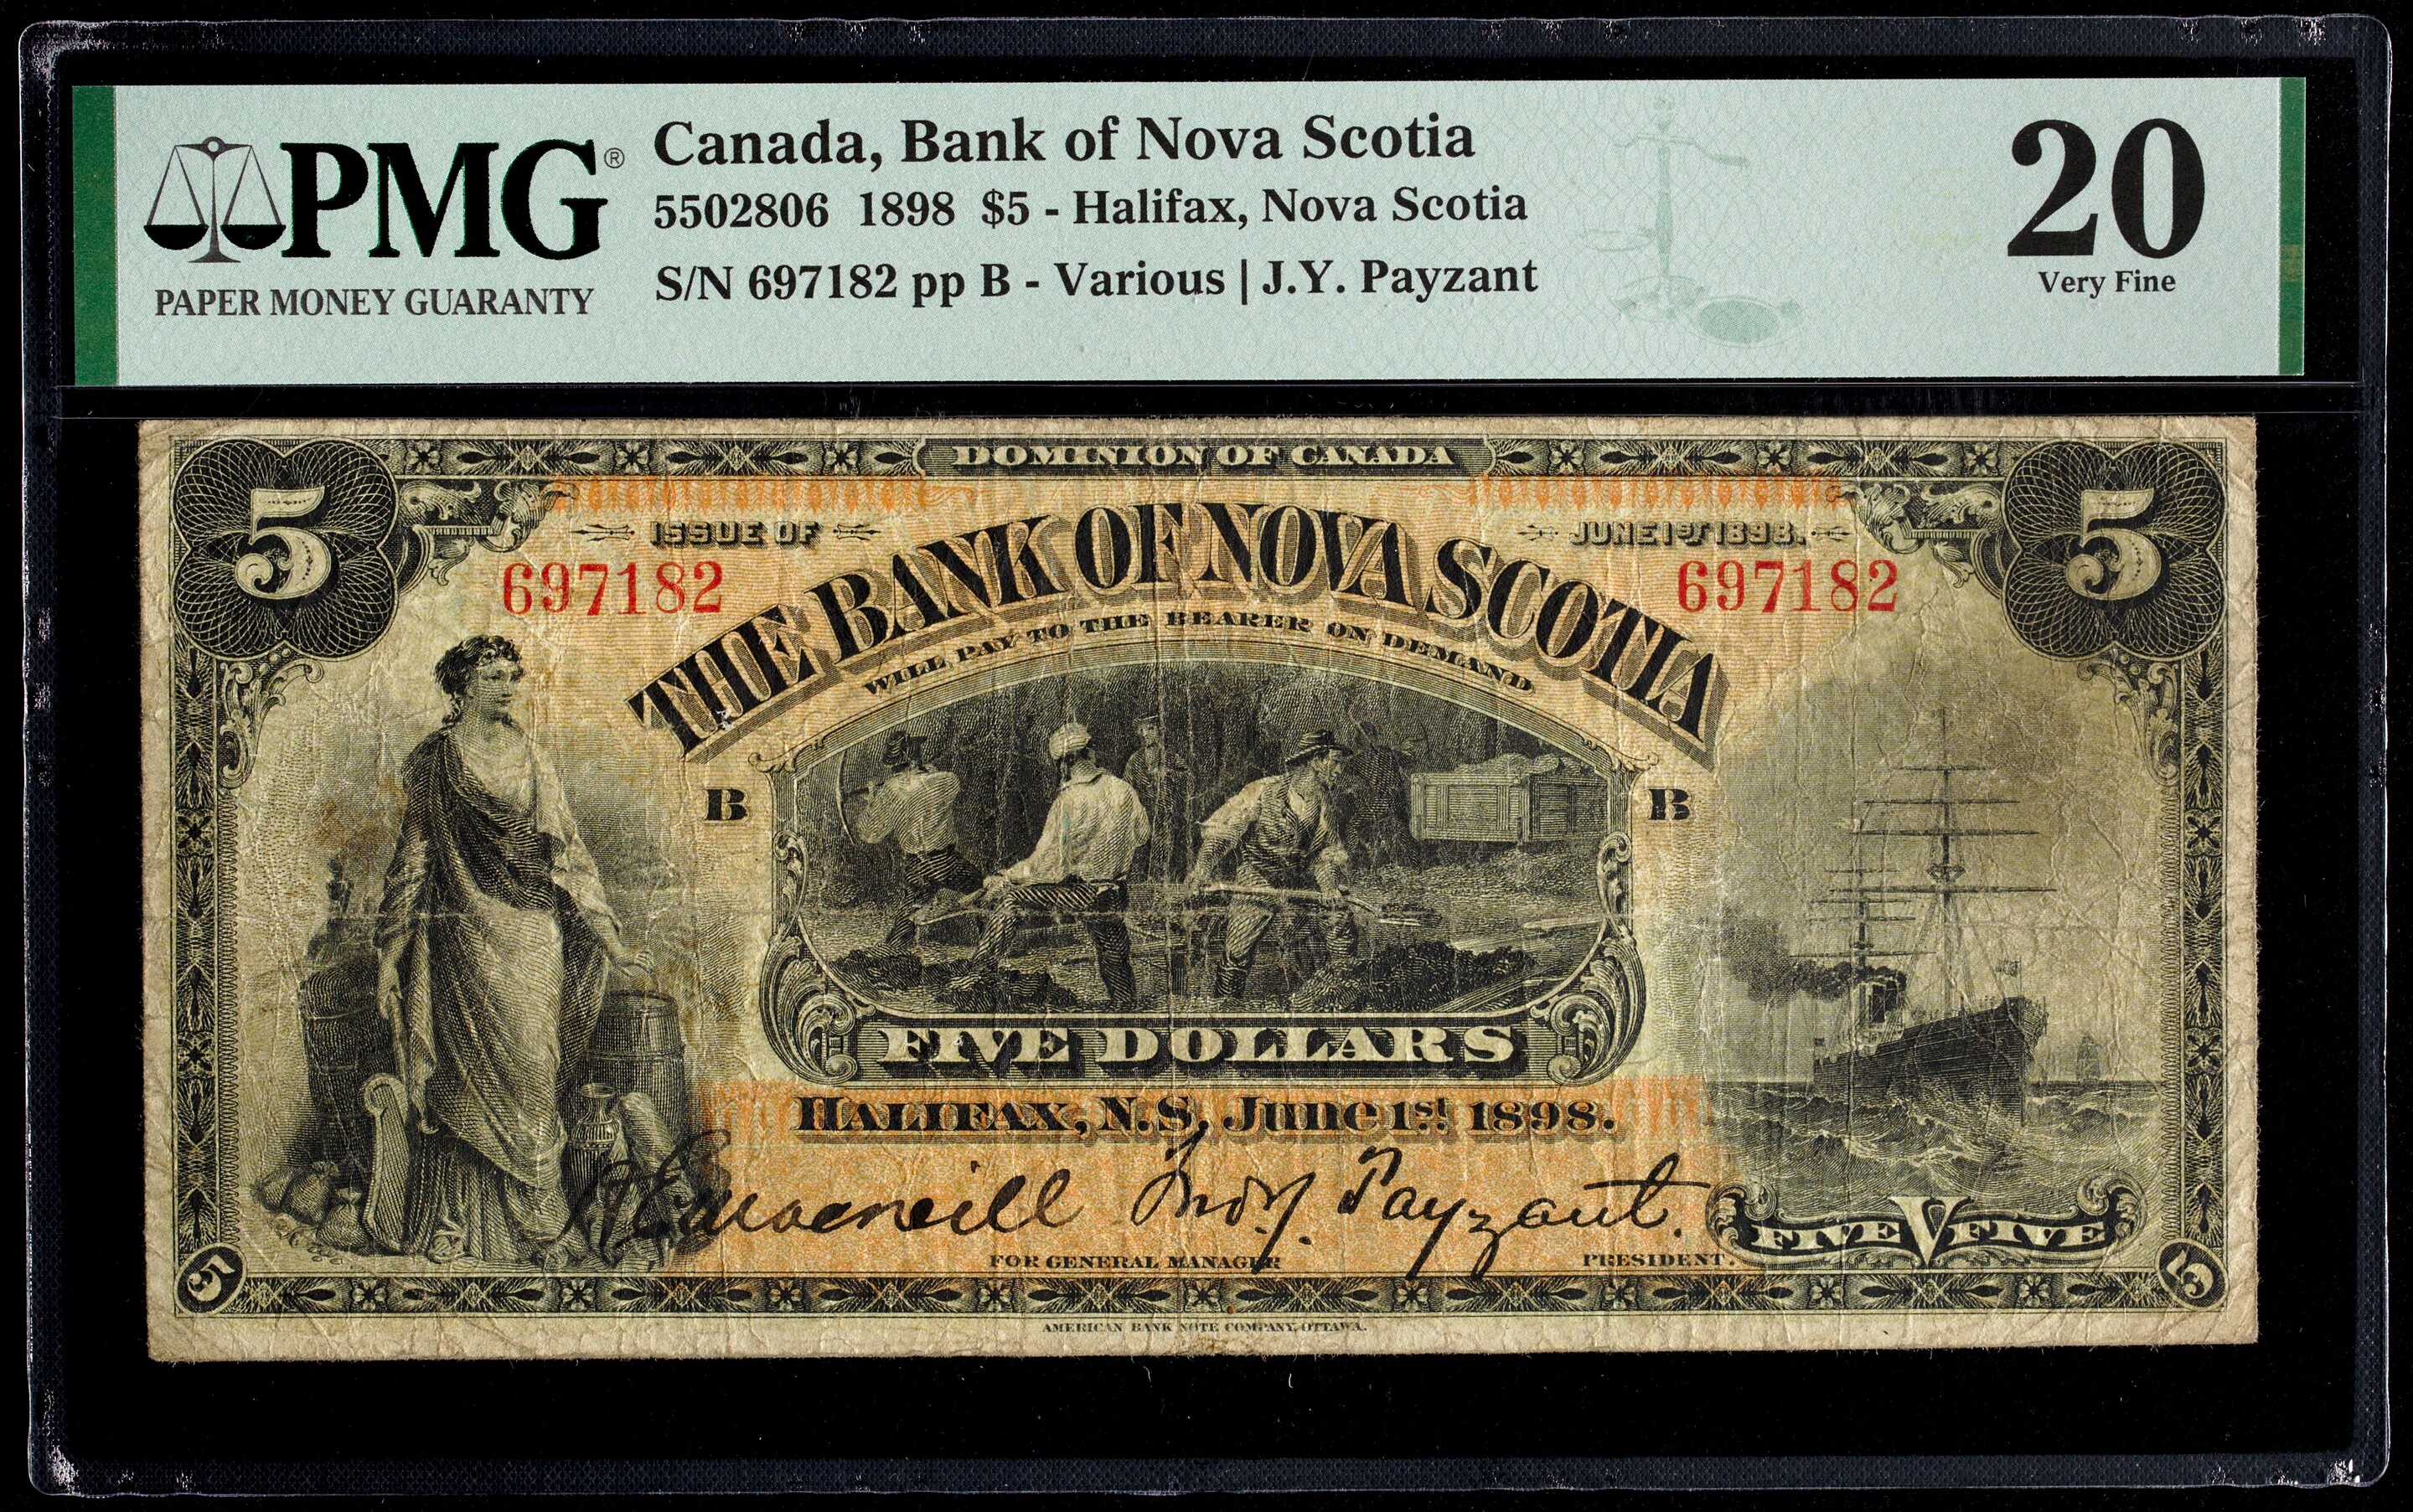 PMG®
PAPER MONEY GUARANTY
Canada, Bank of Nova Scotia
5502806 1898 $5 - Halifax, Nova Scotia
S/N 697182 pp B - Various | J.Y. Payzant
20
Very Fine
DOMINION OF CANADA
5
5
ISSUE OF
JUNE 1ST 1898.
697182
697182
THE BANK OF NOVA SCOTIA
WILL PAY TO THE BEARER ON DEMAND
B
B
FIVE DOLLARS
HALIFAX, N.S, June 1st 1898.
Jno Y. Payzant.
FOR GENERAL MANAGER
PRESIDENT.
FIVE V FIVE
5
5
AMERICAN BANK NOTE COMPANY, OTTAWA.